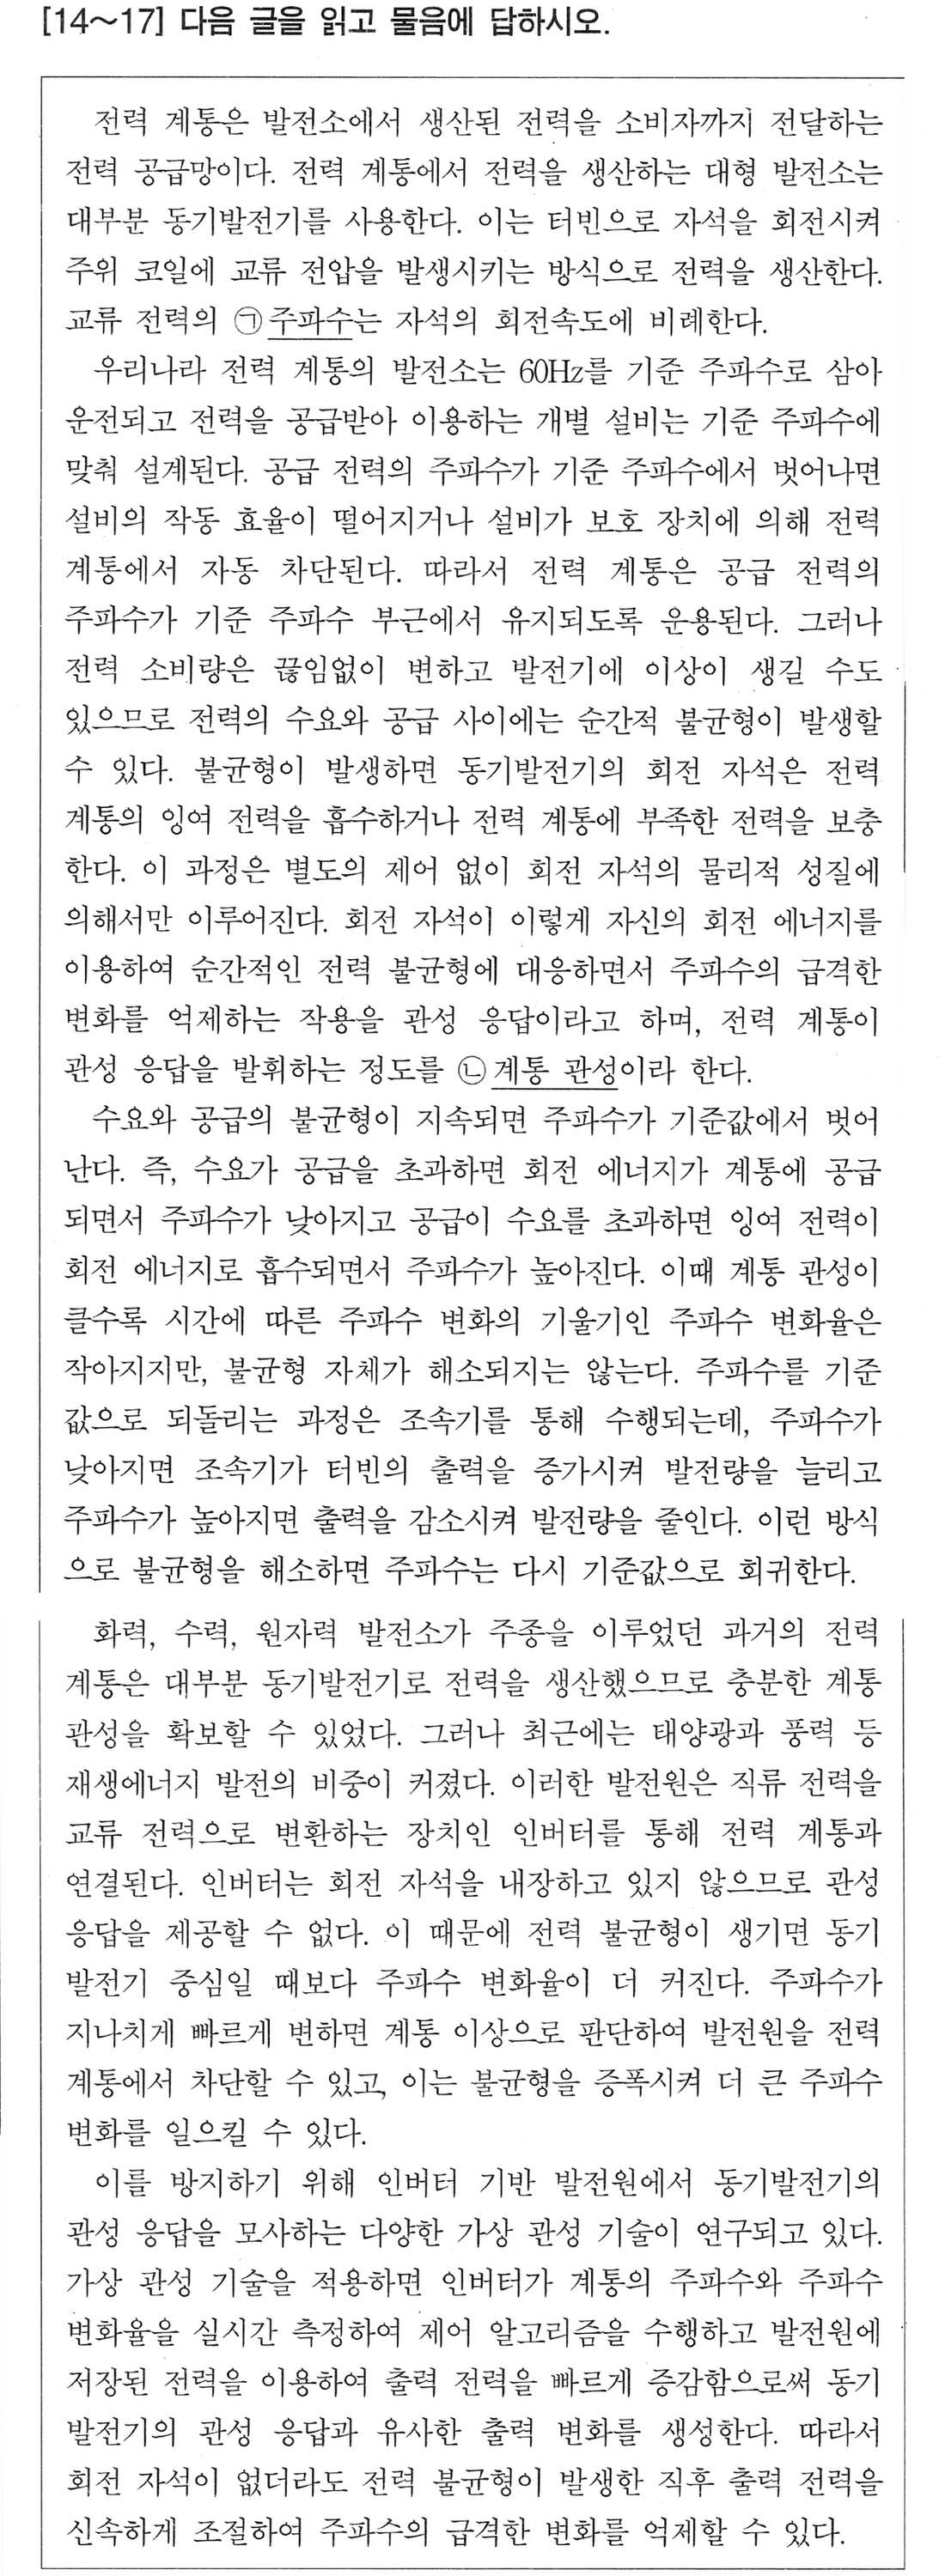 [14～17] 다음 글을 읽고 물음에 답하시오.
전력 계통은 발전소에서 생산된 전력을 소비자까지 전달하는
전력 공급망이다. 전력 계통에서 전력을 생산하는 대형 발전소는
대부분 동기발전기를 사용한다. 이는 터빈으로 자석을 회전시켜
주위 코일에 교류 전압을 발생시키는 방식으로 전력을 생산한다.
교류 전력의 ㉠주파수는 자석의 회전속도에 비례한다.
우리나라 전력 계통의 발전소는 60Hz를 기준 주파수로 삼아
운전되고 전력을 공급받아 이용하는 개별 설비는 기준 주파수에
맞춰 설계된다. 공급 전력의 주파수가 기준 주파수에서 벗어나면
설비의 작동 효율이 떨어지거나 설비가 보호 장치에 의해 전력
계통에서 자동 차단된다. 따라서 전력 계통은 공급 전력의
주파수가 기준 주파수 부근에서 유지되도록 운용된다. 그러나
전력 소비량은 끊임없이 변하고 발전기에 이상이 생길 수도
있으므로 전력의 수요와 공급 사이에는 순간적 불균형이 발생할
수 있다. 불균형이 발생하면 동기발전기의 회전 자석은 전력
계통의 잉여 전력을 흡수하거나 전력 계통에 부족한 전력을 보충
한다. 이 과정은 별도의 제어 없이 회전 자석의 물리적 성질에
의해서만 이루어진다. 회전 자석이 이렇게 자신의 회전 에너지를
이용하여 순간적인 전력 불균형에 대응하면서 주파수의 급격한
변화를 억제하는 작용을 관성 응답이라고 하며, 전력 계통이
관성 응답을 발휘하는 정도를 ㉡계통 관성이라 한다.
수요와 공급의 불균형이 지속되면 주파수가 기준값에서 벗어
난다. 즉, 수요가 공급을 초과하면 회전 에너지가 계통에 공급
되면서 주파수가 낮아지고 공급이 수요를 초과하면 잉여 전력이
회전 에너지로 흡수되면서 주파수가 높아진다. 이때 계통 관성이
클수록 시간에 따른 주파수 변화의 기울기인 주파수 변화율은
작아지지만, 불균형 자체가 해소되지는 않는다. 주파수를 기준
값으로 되돌리는 과정은 조속기를 통해 수행되는데, 주파수가
낮아지면 조속기가 터빈의 출력을 증가시켜 발전량을 늘리고
주파수가 높아지면 출력을 감소시켜 발전량을 줄인다. 이런 방식
으로 불균형을 해소하면 주파수는 다시 기준값으로 회귀한다.
화력, 수력, 원자력 발전소가 주종을 이루었던 과거의 전력
계통은 대부분 동기발전기로 전력을 생산했으므로 충분한 계통
관성을 확보할 수 있었다. 그러나 최근에는 태양광과 풍력 등
재생에너지 발전의 비중이 커졌다. 이러한 발전원은 직류 전력을
교류 전력으로 변환하는 장치인 인버터를 통해 전력 계통과
연결된다. 인버터는 회전 자석을 내장하고 있지 않으므로 관성
응답을 제공할 수 없다. 이 때문에 전력 불균형이 생기면 동기
발전기 중심일 때보다 주파수 변화율이 더 커진다. 주파수가
지나치게 빠르게 변하면 계통 이상으로 판단하여 발전원을 전력
계통에서 차단할 수 있고, 이는 불균형을 증폭시켜 더 큰 주파수
변화를 일으킬 수 있다.
이를 방지하기 위해 인버터 기반 발전원에서 동기발전기의
관성 응답을 모사하는 다양한 가상 관성 기술이 연구되고 있다.
가상 관성 기술을 적용하면 인버터가 계통의 주파수와 주파수
변화율을 실시간 측정하여 제어 알고리즘을 수행하고 발전원에
저장된 전력을 이용하여 출력 전력을 빠르게 증감함으로써 동기
발전기의 관성 응답과 유사한 출력 변화를 생성한다. 따라서
회전 자석이 없더라도 전력 불균형이 발생한 직후 출력 전력을
신속하게 조절하여 주파수의 급격한 변화를 억제할 수 있다.